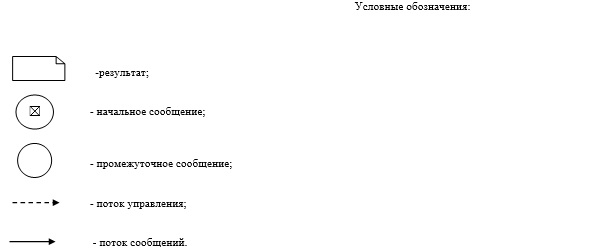 Условные обозначения:
-результат;
- начальное сообщение;
- промежуточное сообщение;
- поток управления;
- поток сообщений.